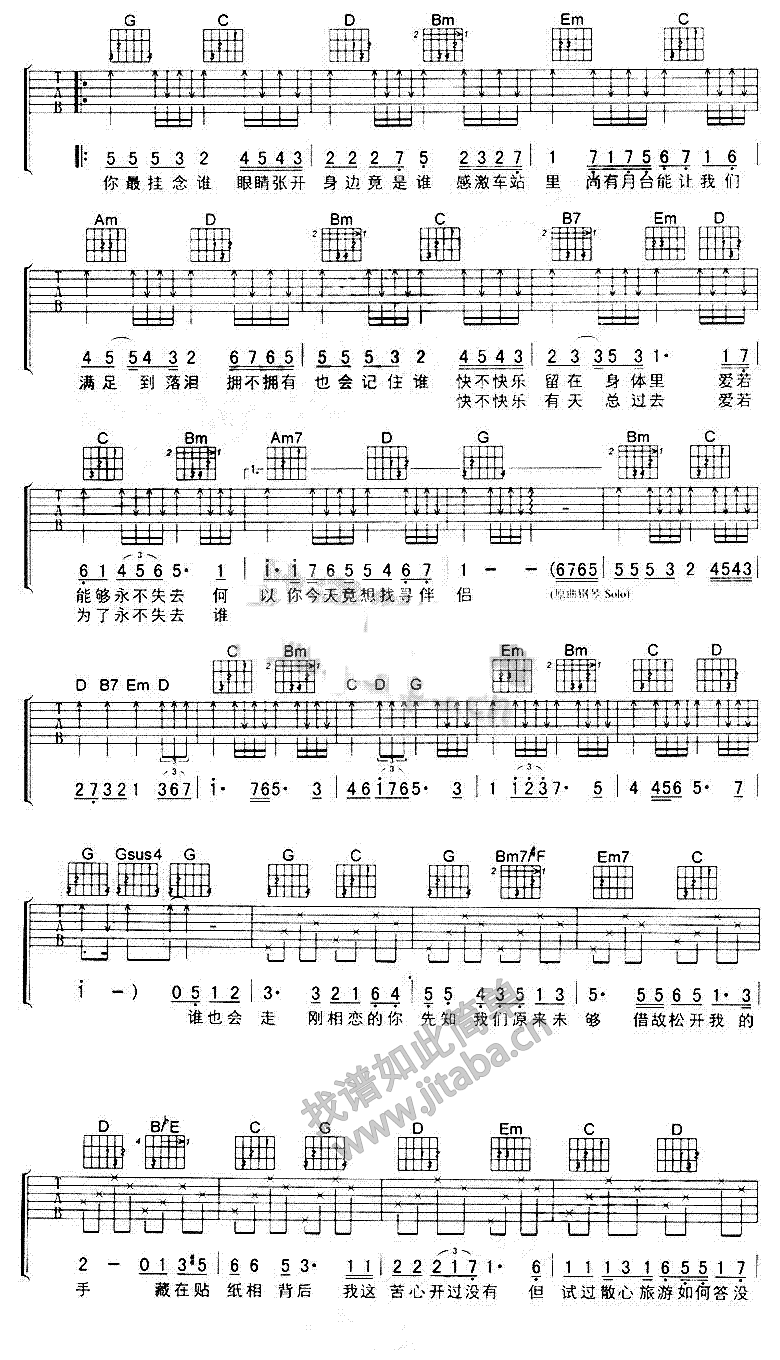 G C D Bm Em C
T A B
5 5 5 3 2 4 5 4 3 | 2 2 2 7 5 2 3 2 7 | 1 7 1 7 5 6 7 1 6
你最挂念谁 眼睛张开 身边竟是谁 感激车站 里 尚有月台能让我们
Am D Bm C B7 Em D
T A B
4 5 5 4 3 2 6 7 6 5 | 5 5 5 3 2 4 5 4 3 | 2 3 3 5 3 1· 1 7
满足 到落泪 拥不拥有 也会记住谁 快不快乐 留在 身体里 爱若
快不快乐 有天 总过去 爱若
C Bm 1. Am7 D G Bm C
T A B
6 1 4 5 6 5· 1 | i· i 7 6 5 5 4 6 7 | 1 — — (6765 | 5 5 5 3 2 4543
能够永不失去 何 以 你今天竟想找寻伴 侣 (原曲钢琴 Solo)
为了永不失去 谁
D B7 Em D C Bm C D G Em Bm C D
T A B
2 7 3 2 1 3 6 7 | i· 7 6 5· 3 | 4 6 i 7 6 5· 3 | 1 i 2 3 7· 5 | 4 4 5 6 5· 7
G Gsus4 G G C G Bm7/#F Em7 C
T A B
i —) 0 5 1 2 | 3· 3 2 1 6 4 | 5 5 4 3 5 1 3 | 5· 5 5 6 5 1· 3
谁也会 走 刚相恋的你 先知 我们原来未 够 借故松开我 的
找谱如此简单
www.jitaba.cn
D B/E C G D Em C D
T A B
2 — 0 1 3 #5 | 6 6 5 3· 1 1 | 2 2 2 1 7 1· 6 | 1 1 1 3 1 6 5 5 1 7
手 藏在贴 纸相 背后 我这 苦心开过没有 但 试过散心旅游如何答没